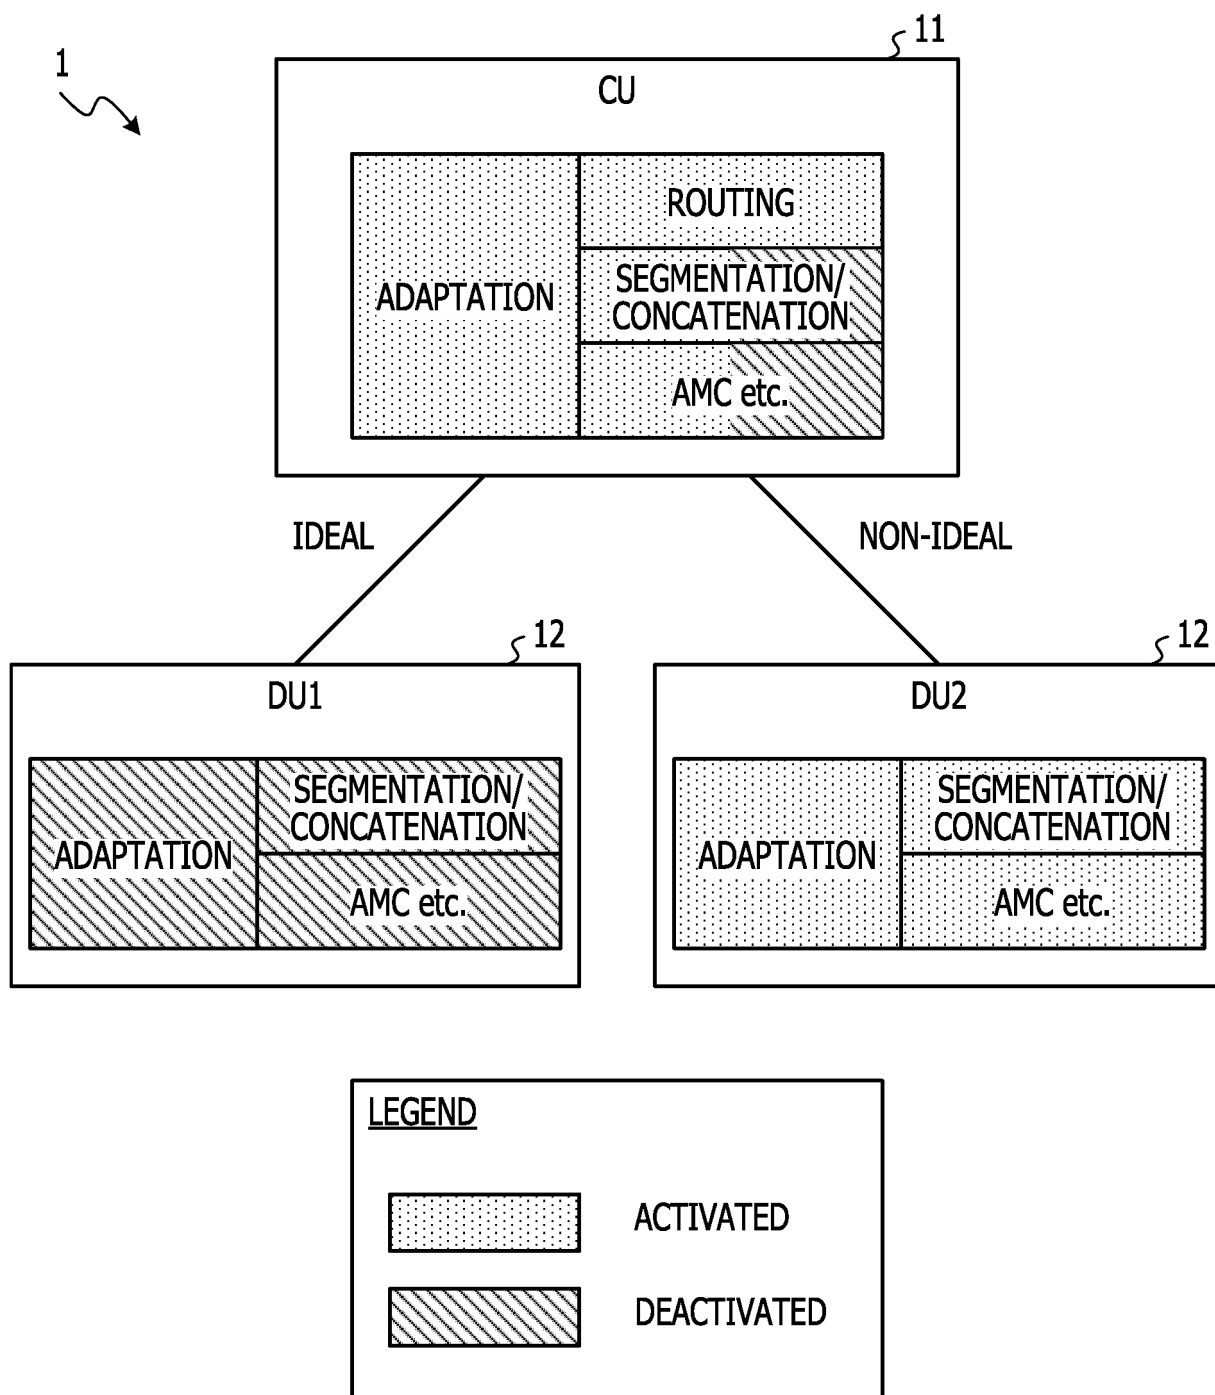 11
1
CU
ROUTING
ADAPTATION
SEGMENTATION/
CONCATENATION
AMC etc.
IDEAL
NON-IDEAL
12
12
DU1
DU2
SEGMENTATION/
CONCATENATION
ADAPTATION
AMC etc.
SEGMENTATION/
CONCATENATION
ADAPTATION
AMC etc.
LEGEND
ACTIVATED
DEACTIVATED